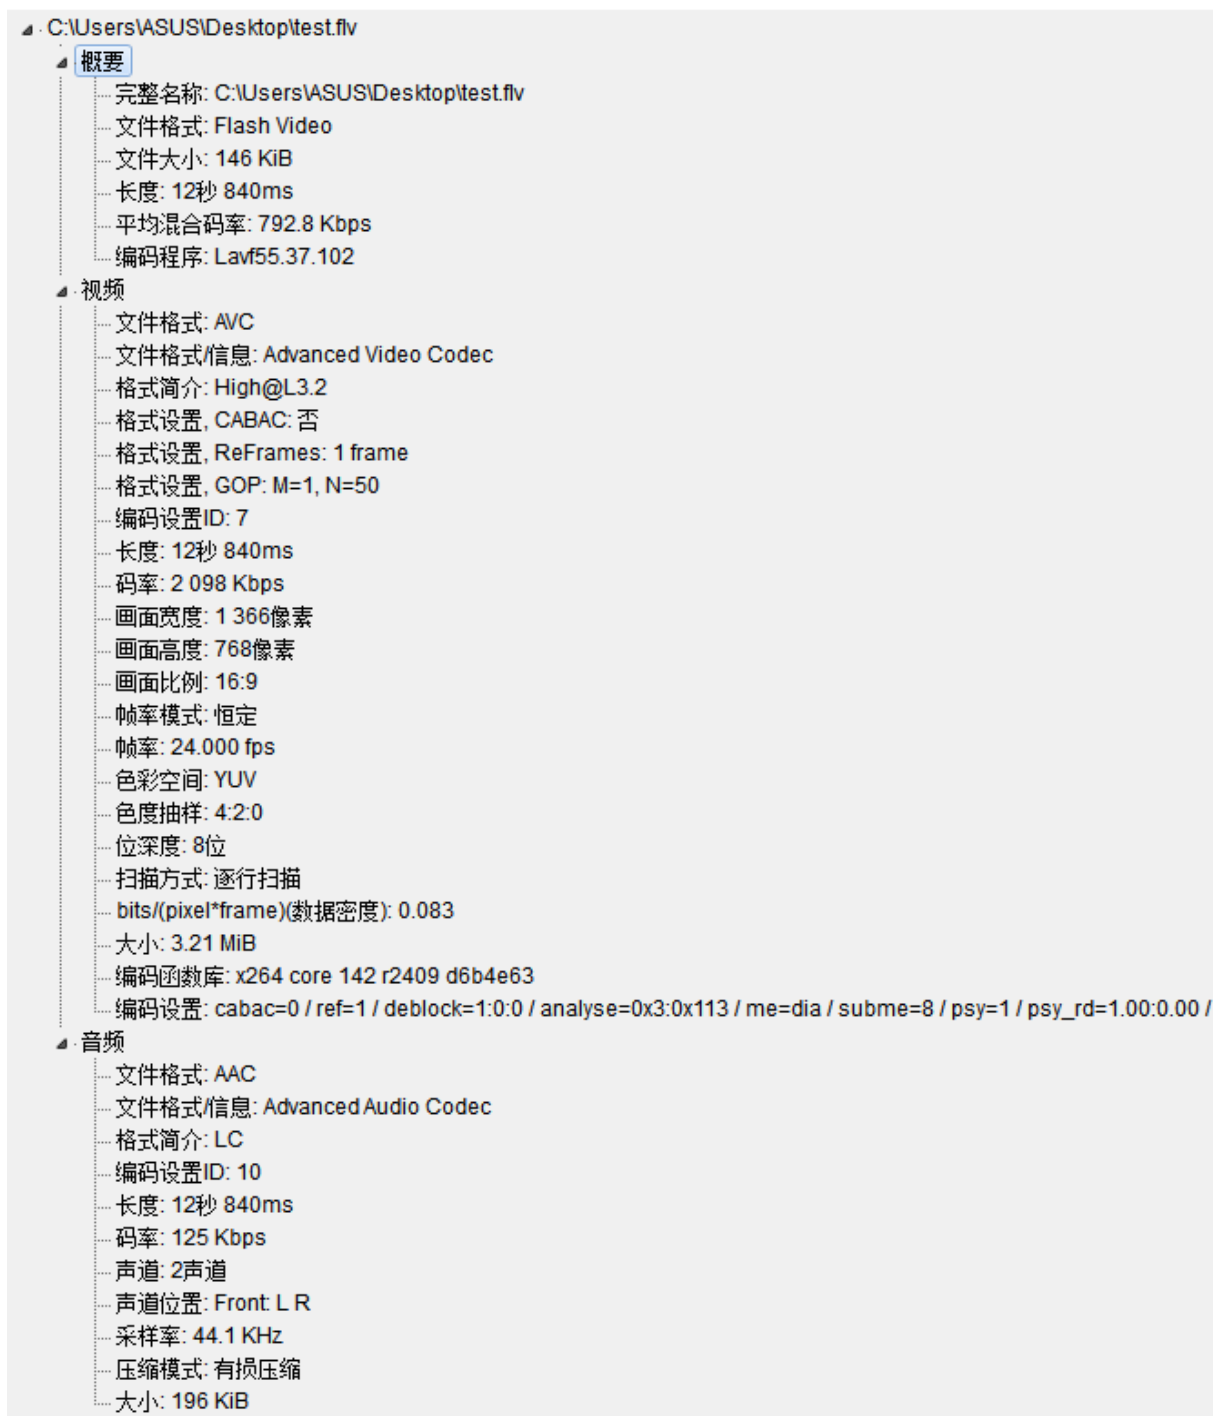 C:\Users\ASUS\Desktop\test.flv
概要
完整名称: C:\Users\ASUS\Desktop\test.flv
文件格式: Flash Video
文件大小: 146 KiB
长度: 12秒 840ms
平均混合码率: 792.8 Kbps
编码程序: Lavf55.37.102
视频
文件格式: AVC
文件格式/信息: Advanced Video Codec
格式简介: High@L3.2
格式设置, CABAC: 否
格式设置, ReFrames: 1 frame
格式设置, GOP: M=1, N=50
编码设置ID: 7
长度: 12秒 840ms
码率: 2 098 Kbps
画面宽度: 1 366像素
画面高度: 768像素
画面比例: 16:9
帧率模式: 恒定
帧率: 24.000 fps
色彩空间: YUV
色度抽样: 4:2:0
位深度: 8位
扫描方式: 逐行扫描
bits/(pixel*frame)(数据密度): 0.083
大小: 3.21 MiB
编码函数库: x264 core 142 r2409 d6b4e63
编码设置: cabac=0 / ref=1 / deblock=1:0:0 / analyse=0x3:0x113 / me=dia / subme=8 / psy=1 / psy_rd=1.00:0.00 /
音频
文件格式: AAC
文件格式/信息: Advanced Audio Codec
格式简介: LC
编码设置ID: 10
长度: 12秒 840ms
码率: 125 Kbps
声道: 2声道
声道位置: Front: L R
采样率: 44.1 KHz
压缩模式: 有损压缩
大小: 196 KiB